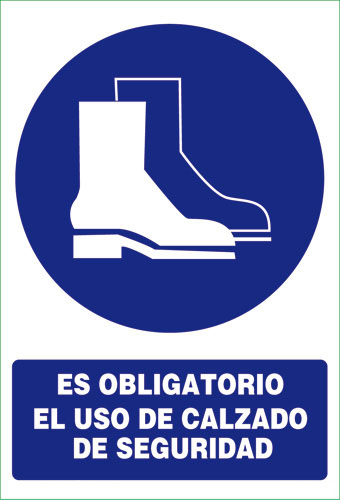 ES OBLIGATORIO
EL USO DE CALZADO
DE SEGURIDAD